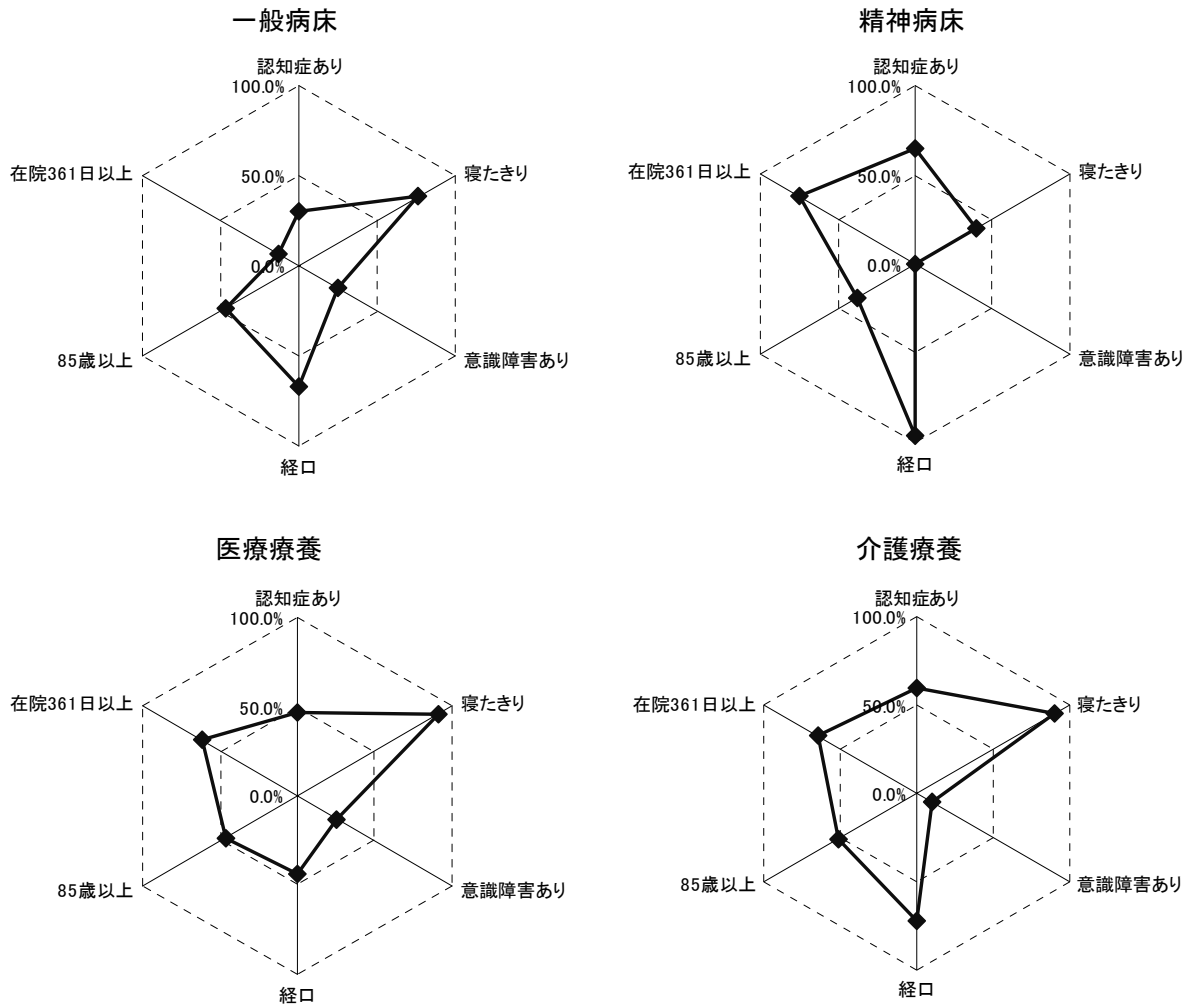 一般病床
認知症あり
100.0%
寝たきり
在院361日以上
50.0%
0.0%
85歳以上
意識障害あり
経口
精神病床
認知症あり
100.0%
寝たきり
在院361日以上
50.0%
0.0%
85歳以上
意識障害あり
経口
医療療養
認知症あり
100.0%
寝たきり
在院361日以上
50.0%
0.0%
85歳以上
意識障害あり
経口
介護療養
認知症あり
100.0%
寝たきり
在院361日以上
50.0%
0.0%
85歳以上
意識障害あり
経口